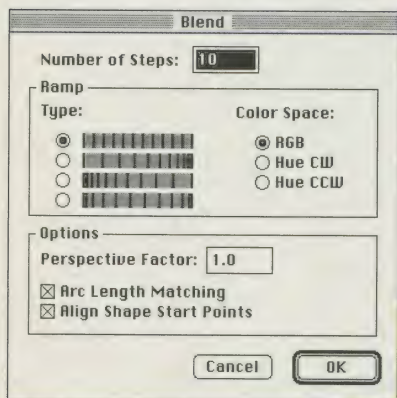 Blend
Number of Steps: 10
Ramp
Type:
Color Space:
RGB
Hue CW
Hue CCW
Options
Perspective Factor: 1.0
Arc Length Matching
Align Shape Start Points
Cancel OK